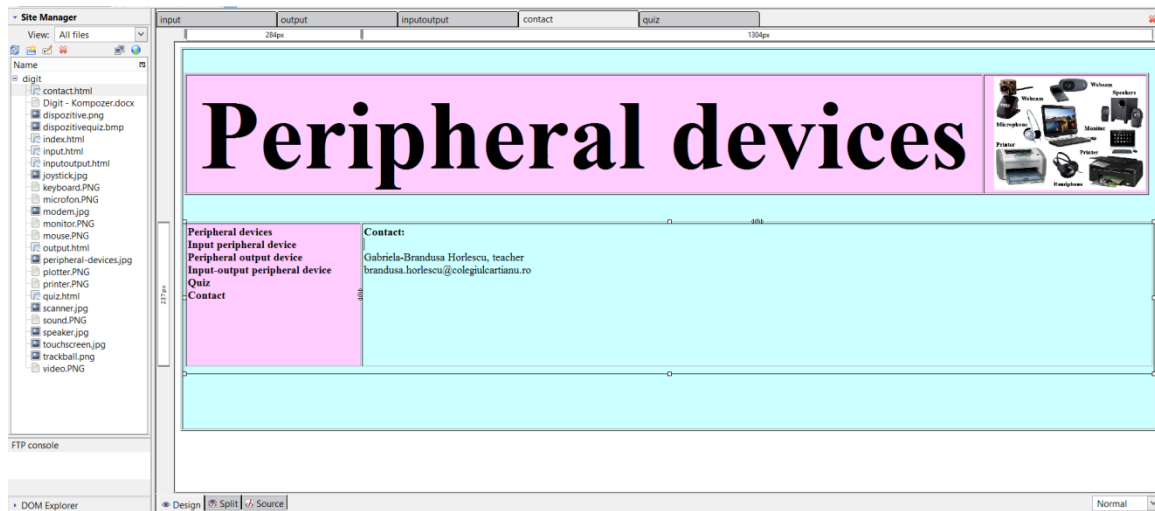 Site Manager
View: All files
Name
digit
contact.html
Digit - Kompozer.docx
dispozitive.png
dispozitivequiz.bmp
index.html
input.html
inputoutput.html
joystick.jpg
keyboard.PNG
microfon.PNG
modem.jpg
monitor.PNG
mouse.PNG
output.html
peripheral-devices.jpg
plotter.PNG
printer.PNG
quiz.html
scanner.jpg
sound.PNG
speaker.jpg
touchscreen.jpg
trackball.png
video.PNG
FTP console
DOM Explorer
input output inputoutput contact quiz
284px 1304px
Peripheral devices
Webcam
Webcam
Speakers
Microphone
Monitor
Printer
Printer
Headphone
237px
Peripheral devices
Input peripheral device
Peripheral output device
Input-output peripheral device
Quiz
Contact
Contact:
Gabriela-Brandusa Horlescu, teacher
brandusa.horlescu@colegiulcartianu.ro
Design Split Source
Normal